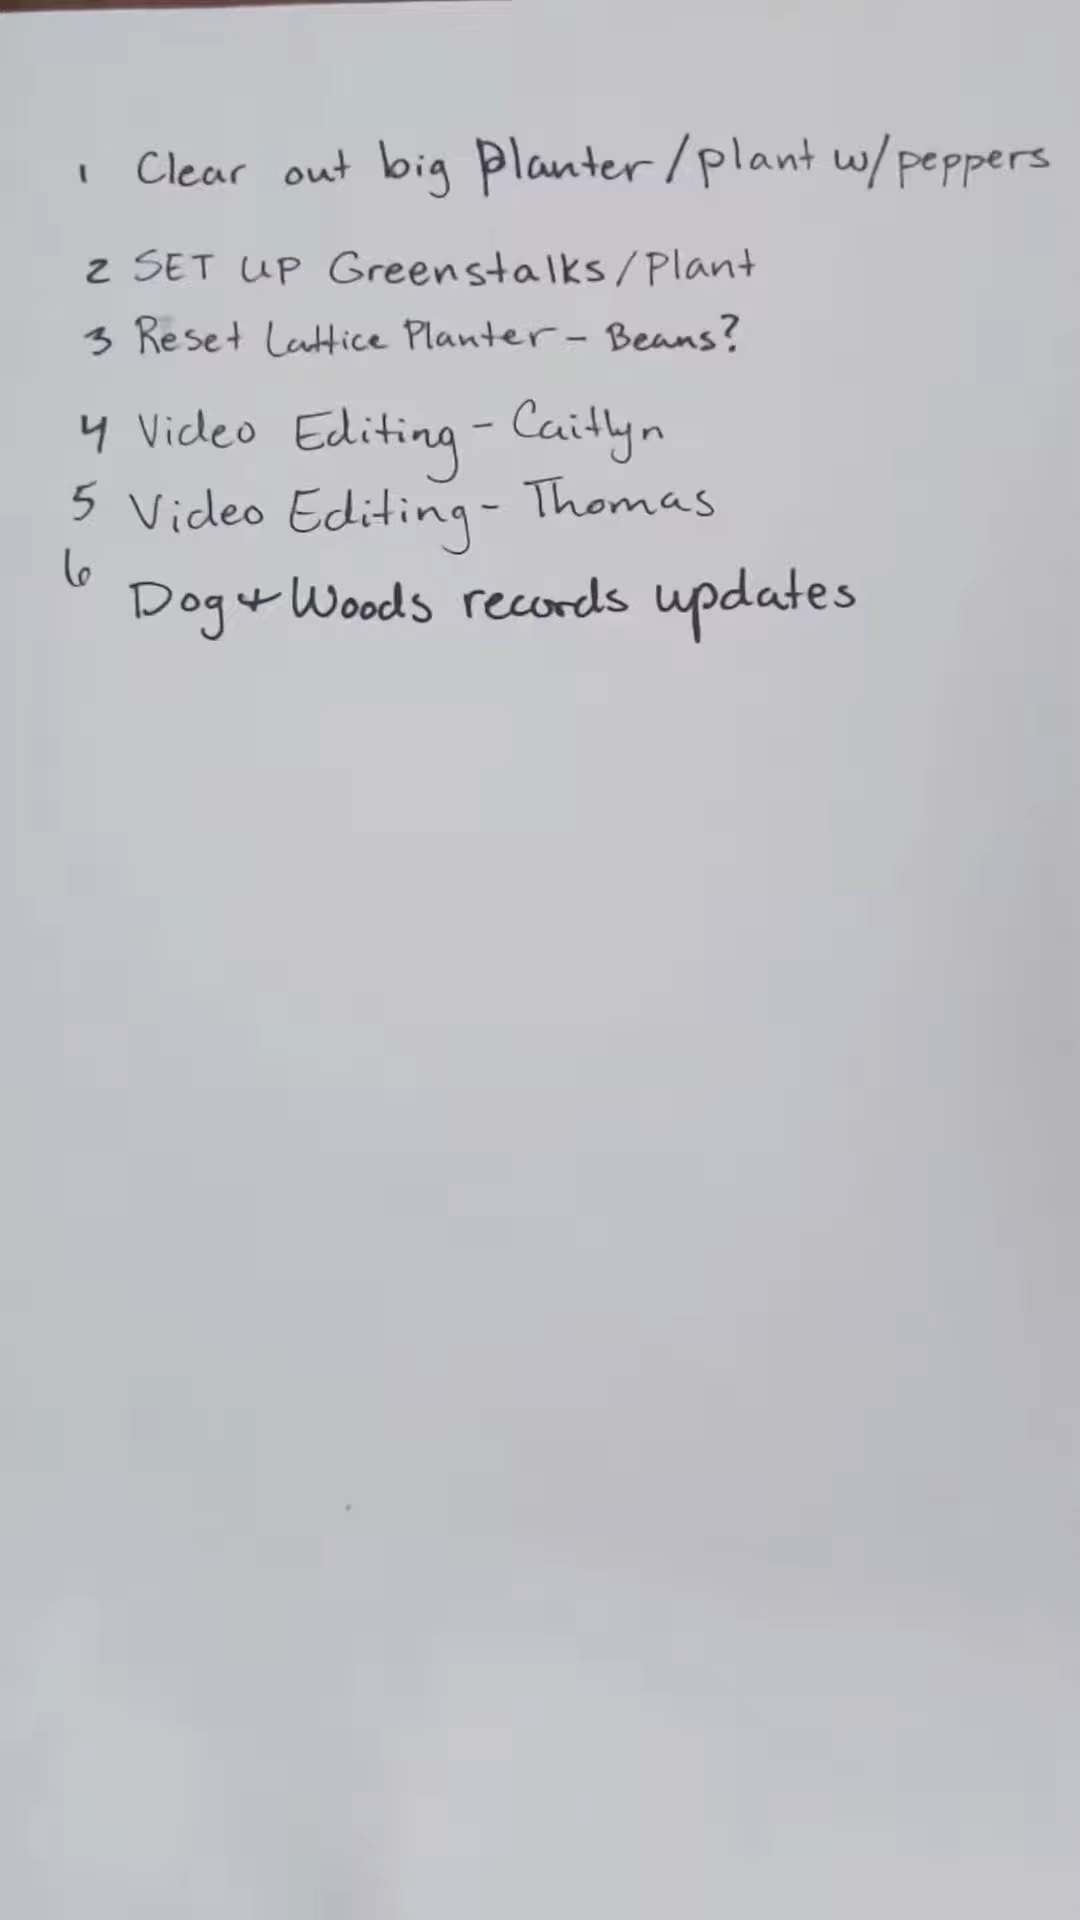 1 Clear out big Planter/plant w/peppers
2 SET UP Greenstalks/Plant
3 Reset Lattice Planter - Beans?
4 Video Editing - Caitlyn
5 Video Editing - Thomas
6 Dog + Woods records updates